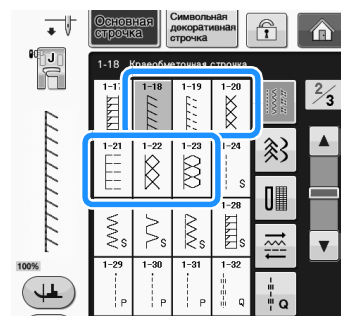 Основная строчка
Символьная декоративная строчка
J
1-18 Краеобметочная строчка
2/3
1-17 1-18 1-19 1-20
1-21 1-22 1-23 1-24
S
1-28
S S S S
100%
1-29 1-30 1-31 1-32
P P P Q
Q